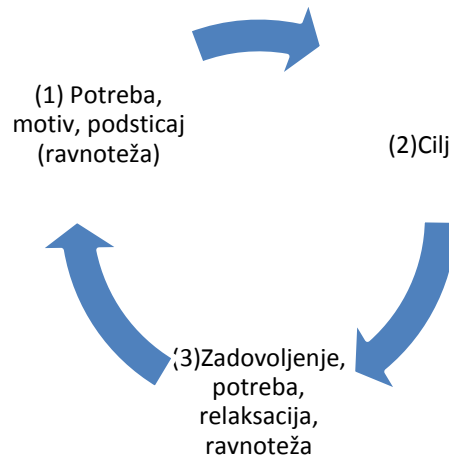 (1) Potreba,
motiv, podsticaj
(ravnoteža)
(2)Cilj
(3)Zadovoljenje,
potreba,
relaksacija,
ravnoteža